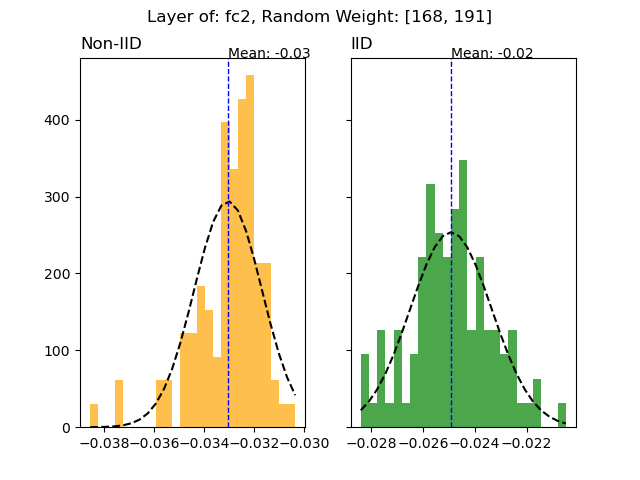 Layer of: fc2, Random Weight: [168, 191]
Non-IID
IID
Mean: -0.03
Mean: -0.02
400
300
200
100
0
−0.038 −0.036 −0.034 −0.032 −0.030
−0.028 −0.026 −0.024 −0.022